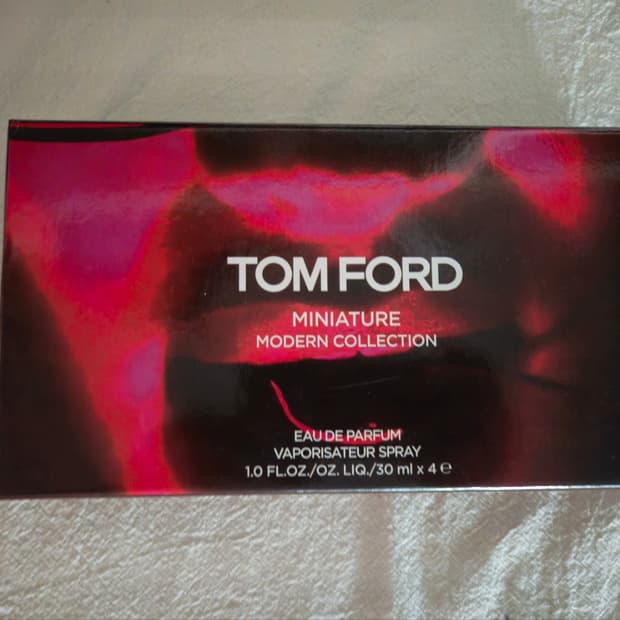 TOM FORD
MINIATURE
MODERN COLLECTION
EAU DE PARFUM
VAPORISATEUR SPRAY
1.0 FL.OZ./OZ. LIQ./30 ml x 4 ℮